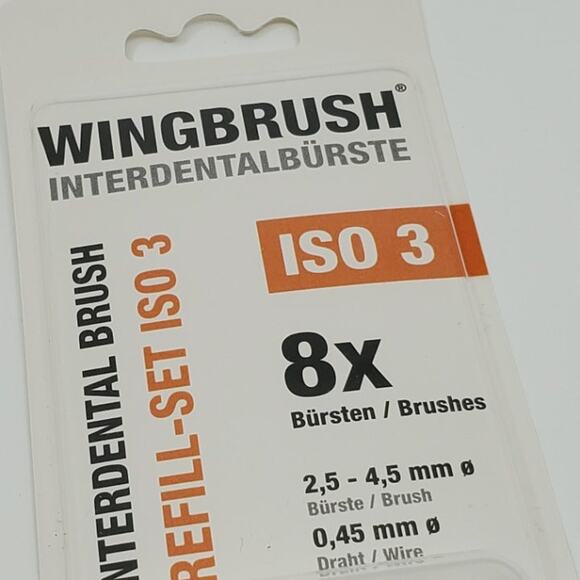 WINGBRUSH®
INTERDENTALBÜRSTE
ISO 3
8x
Bürsten / Brushes
2,5 - 4,5 mm ø
Bürste / Brush
0,45 mm ø
Draht / Wire
INTERDENTAL BRUSH
REFILL-SET ISO 3